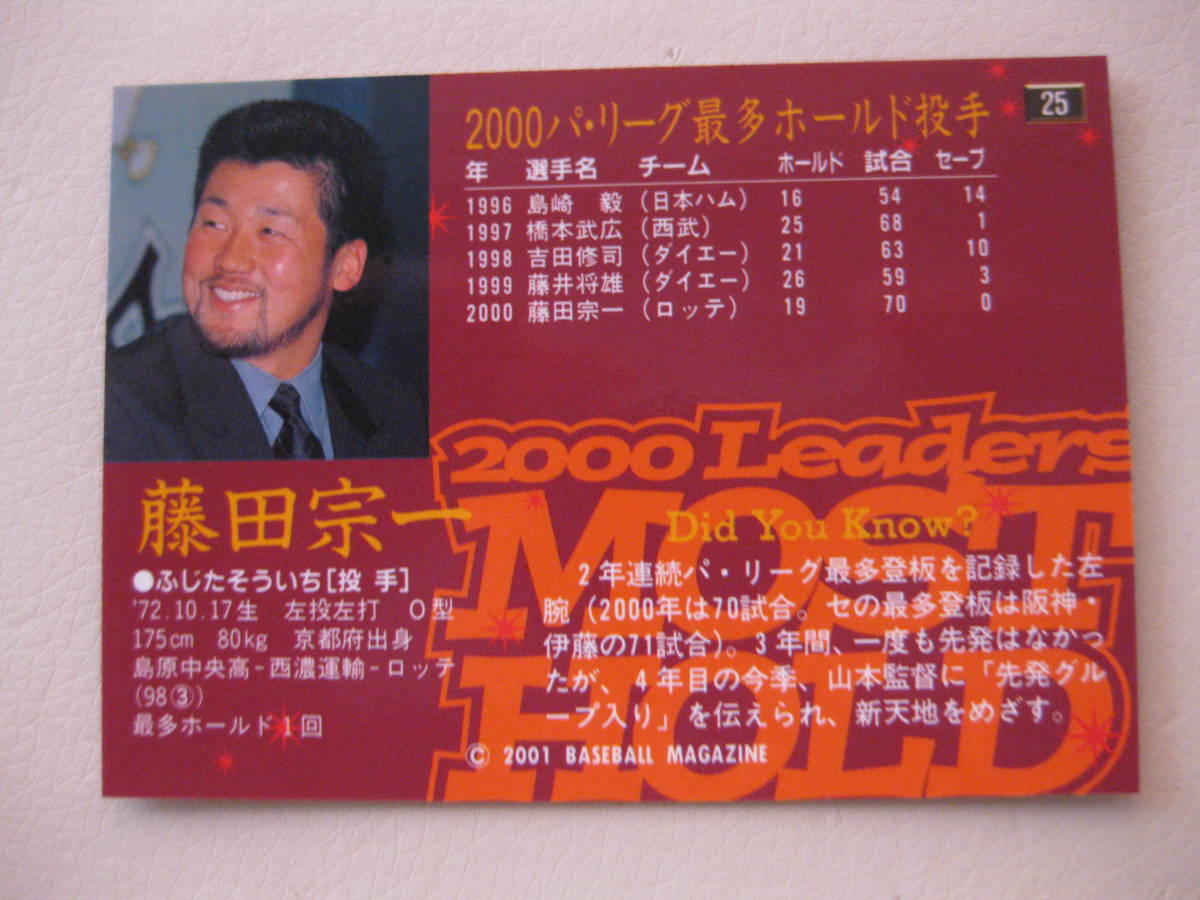 2000パ・リーグ最多ホールド投手
25
年 選手名 チーム ホールド 試合 セーブ
1996 島崎 毅 (日本ハム) 16 54 14
1997 橋本武広 (西武) 25 68 1
1998 吉田修司 (ダイエー) 21 63 10
1999 藤井将雄 (ダイエー) 26 59 3
2000 藤田宗一 (ロッテ) 19 70 0
2000 Leaders
MOST
HOLD
藤田宗一
●ふじたそういち[投 手]
'72.10.17生 左投左打 O型
175cm 80kg 京都府出身
島原中央高-西濃運輸-ロッテ
(98③))
最多ホールド1回
Did You Know?
2年連続パ・リーグ最多登板を記録した左
腕(2000年は70試合。セの最多登板は阪神・
伊藤の71試合)。3年間、一度も先発はなかっ
たが、4年目の今季、山本監督に「先発グル
ープ入り」を伝えられ、新天地をめざす。
© 2001 BASEBALL MAGAZINE